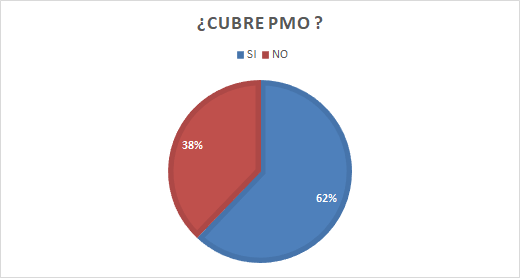 ¿CUBRE PMO ?
SI NO
38%
62%